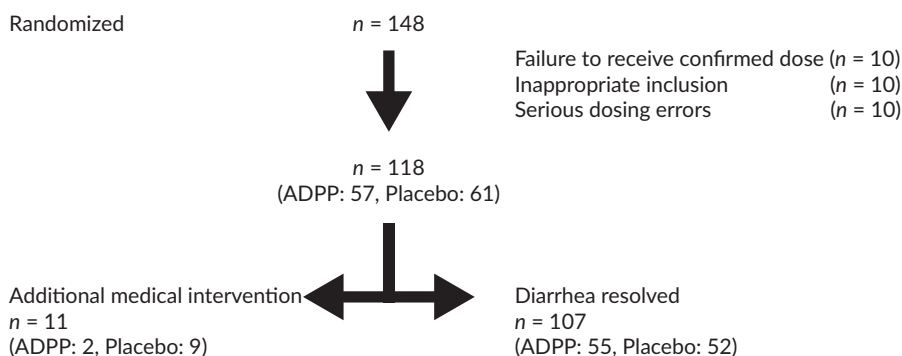 Randomized
n = 148
Failure to receive confirmed dose (n = 10)
Inappropriate inclusion (n = 10)
Serious dosing errors (n = 10)
n = 118
(ADPP: 57, Placebo: 61)
Additional medical intervention
n = 11
(ADPP: 2, Placebo: 9)
Diarrhea resolved
n = 107
(ADPP: 55, Placebo: 52)